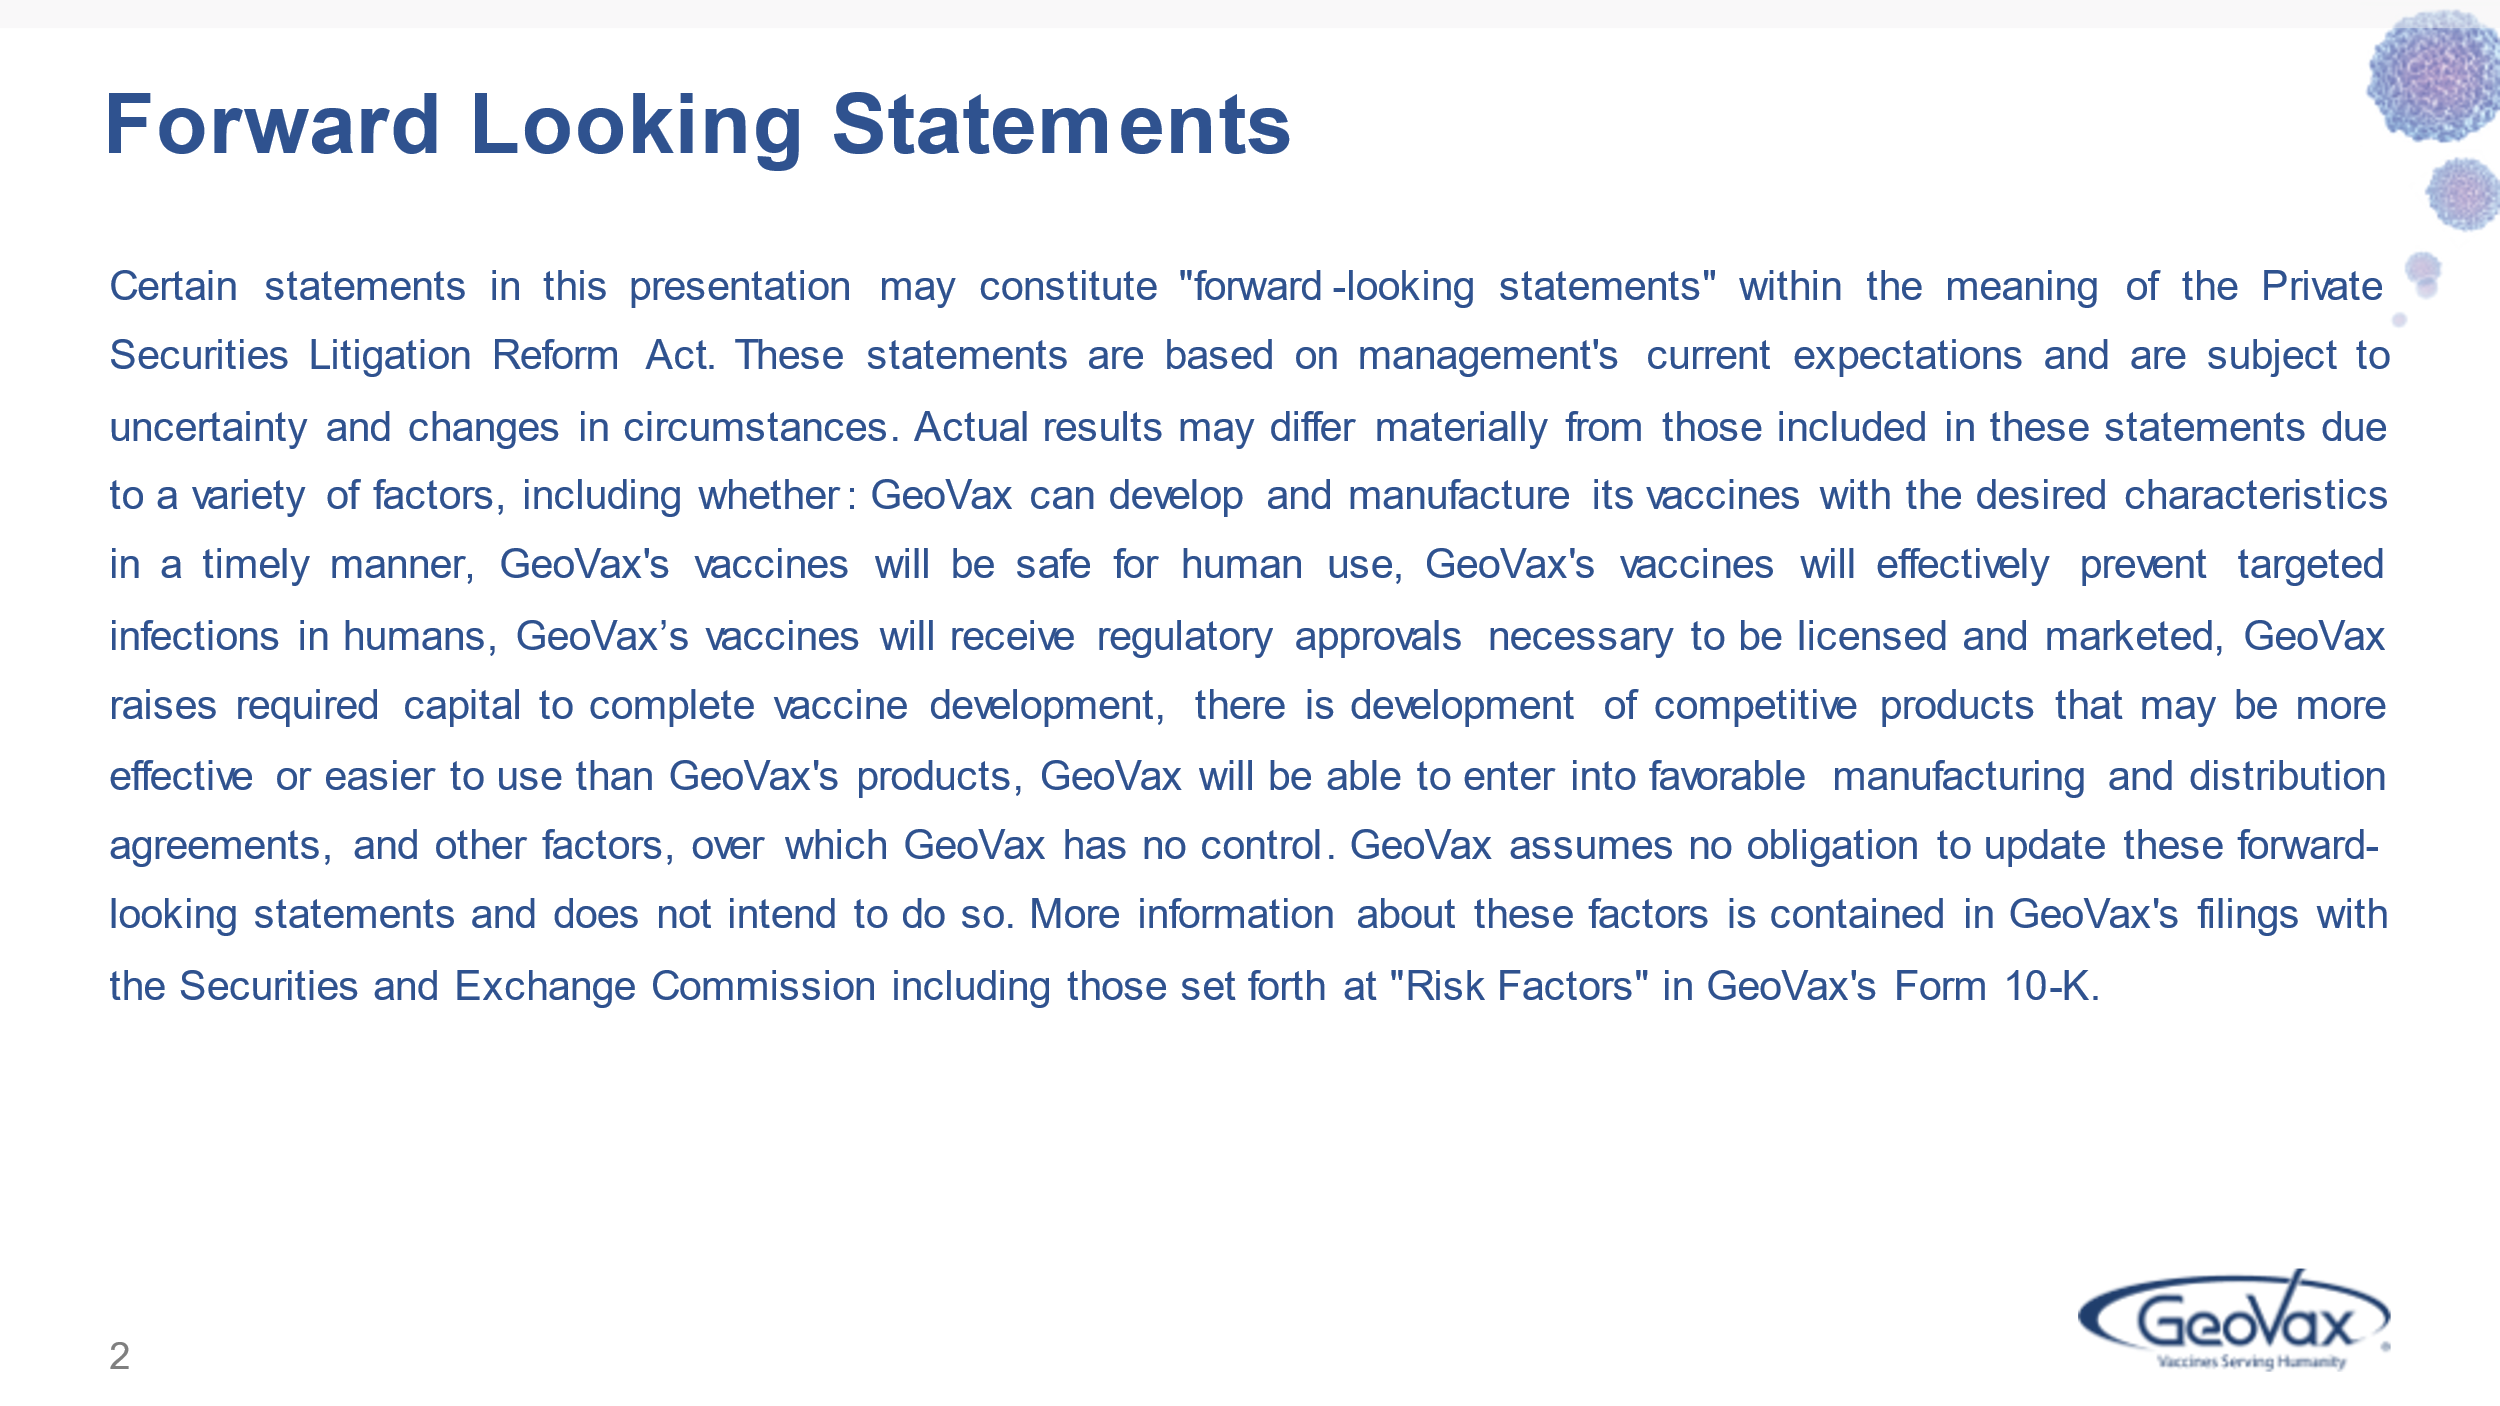 Forward Looking Statements
Certain statements in this presentation may constitute "forward-looking statements" within the meaning of the Private
Securities Litigation Reform Act. These statements are based on management's current expectations and are subject to
uncertainty and changes in circumstances. Actual results may differ materially from those included in these statements due
to a variety of factors, including whether: GeoVax can develop and manufacture its vaccines with the desired characteristics
in a timely manner, GeoVax's vaccines will be safe for human use, GeoVax's vaccines will effectively prevent targeted
infections in humans, GeoVax’s vaccines will receive regulatory approvals necessary to be licensed and marketed, GeoVax
raises required capital to complete vaccine development, there is development of competitive products that may be more
effective or easier to use than GeoVax's products, GeoVax will be able to enter into favorable manufacturing and distribution
agreements, and other factors, over which GeoVax has no control. GeoVax assumes no obligation to update these forward-
looking statements and does not intend to do so. More information about these factors is contained in GeoVax's filings with
the Securities and Exchange Commission including those set forth at "Risk Factors" in GeoVax's Form 10-K.
GeoVax
®
Vaccines Serving Humanity
2